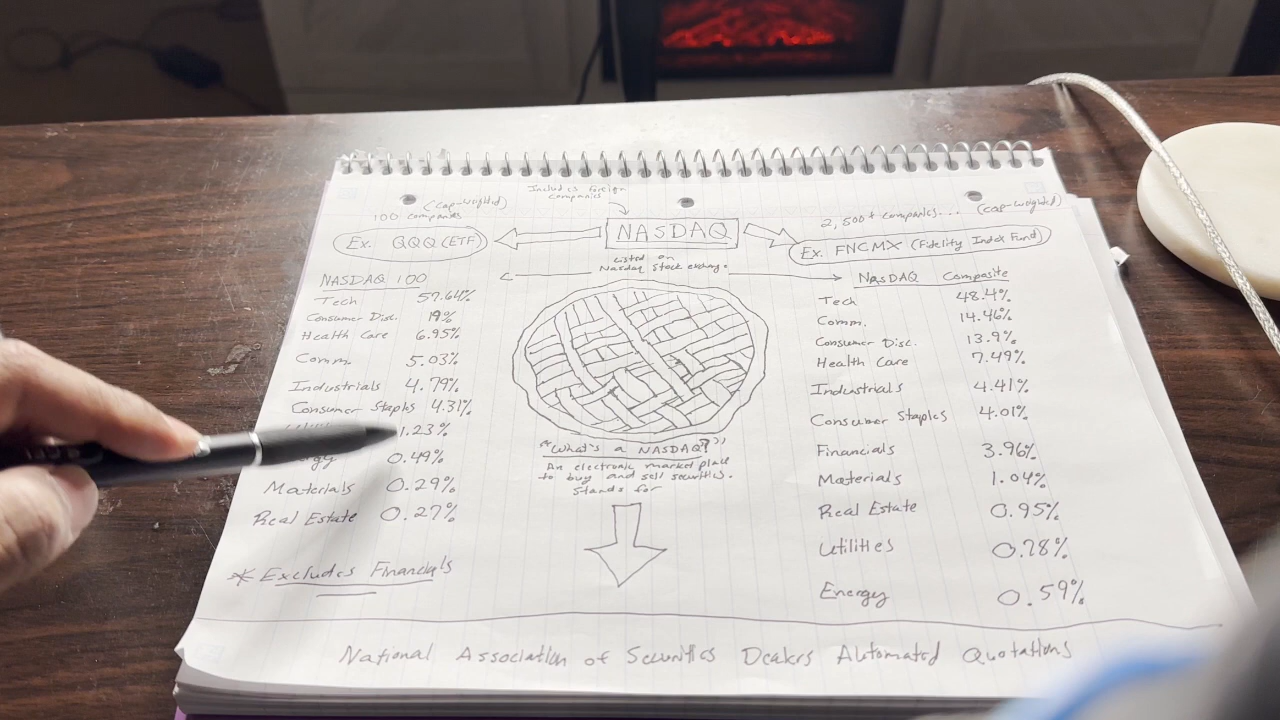 Includes foreign
companies
(cap-weighted)
100 companies
Ex. QQQ (ETF)
NASDAQ
2,500+ companies... (cap-weighted)
Ex. FNCMX (Fidelity Index Fund)
Listed on
Nasdaq Stock exchange
NASDAQ 100
Tech 57.64%
Consumer Disc. 19%
Health Care 6.95%
Comm. 5.03%
Industrials 4.79%
Consumer Staples 4.31%
1.23%
0.49%
Materials 0.29%
Real Estate 0.27%
* Excludes Financials
"What's a NASDAQ?"
An electronic market place
to buy and sell securities.
Stands for
NASDAQ Composite
Tech 48.4%
Comm. 14.46%
Consumer Disc. 13.9%
Health Care 7.49%
Industrials 4.41%
Consumer Staples 4.01%
Financials 3.96%
Materials 1.04%
Real Estate 0.95%
Utilities 0.78%
Energy 0.59%
National Association of Securities Dealers Automated Quotations